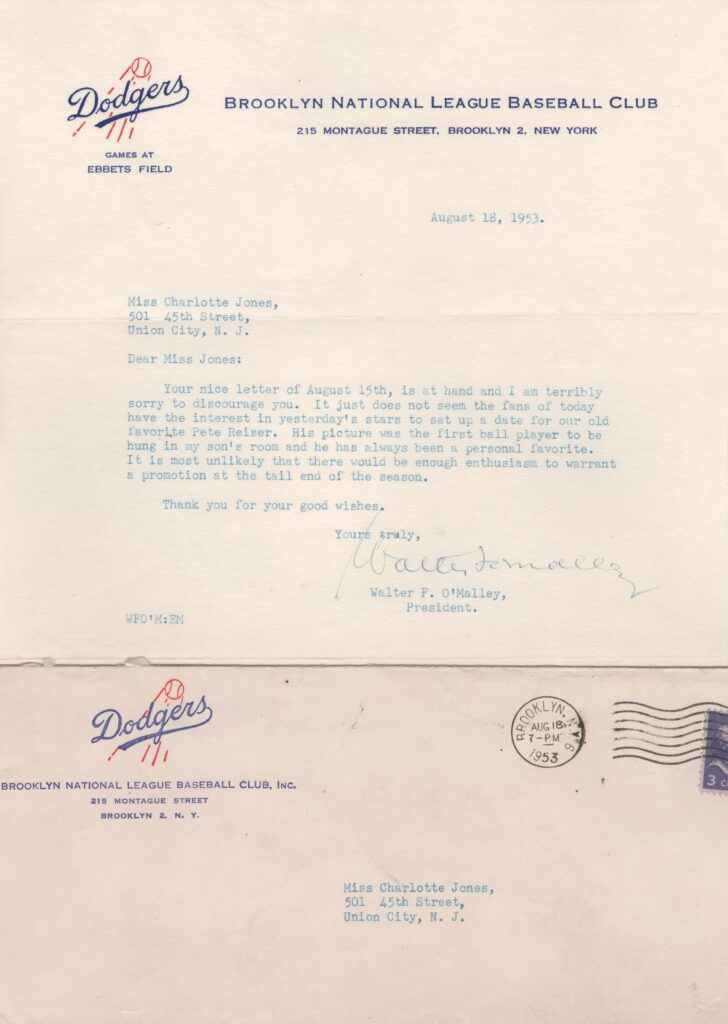 Dodgers
GAMES AT
EBBETS FIELD
BROOKLYN NATIONAL LEAGUE BASEBALL CLUB
215 MONTAGUE STREET, BROOKLYN 2, NEW YORK
August 18, 1953.
Miss Charlotte Jones,
501 45th Street,
Union City, N. J.
Dear Miss Jones:
Your nice letter of August 15th, is at hand and I am terribly
sorry to discourage you. It just does not seem the fans of today
have the interest in yesterday's stars to set up a date for our old
favorite Pete Reiser. His picture was the first ball player to be
hung in my son's room and he has always been a personal favorite.
It is most unlikely that there would be enough enthusiasm to warrant
a promotion at the tail end of the season.
Thank you for your good wishes.
Yours truly,
Walter F. O'Malley
Walter F. O'Malley,
President.
WFO'M:EM
Dodgers
BROOKLYN NATIONAL LEAGUE BASEBALL CLUB, INC.
215 MONTAGUE STREET
BROOKLYN 2, N. Y.
BROOKLYN, N.Y.
AUG 18
7-PM
1953
3 C
Miss Charlotte Jones,
501 45th Street,
Union City, N. J.